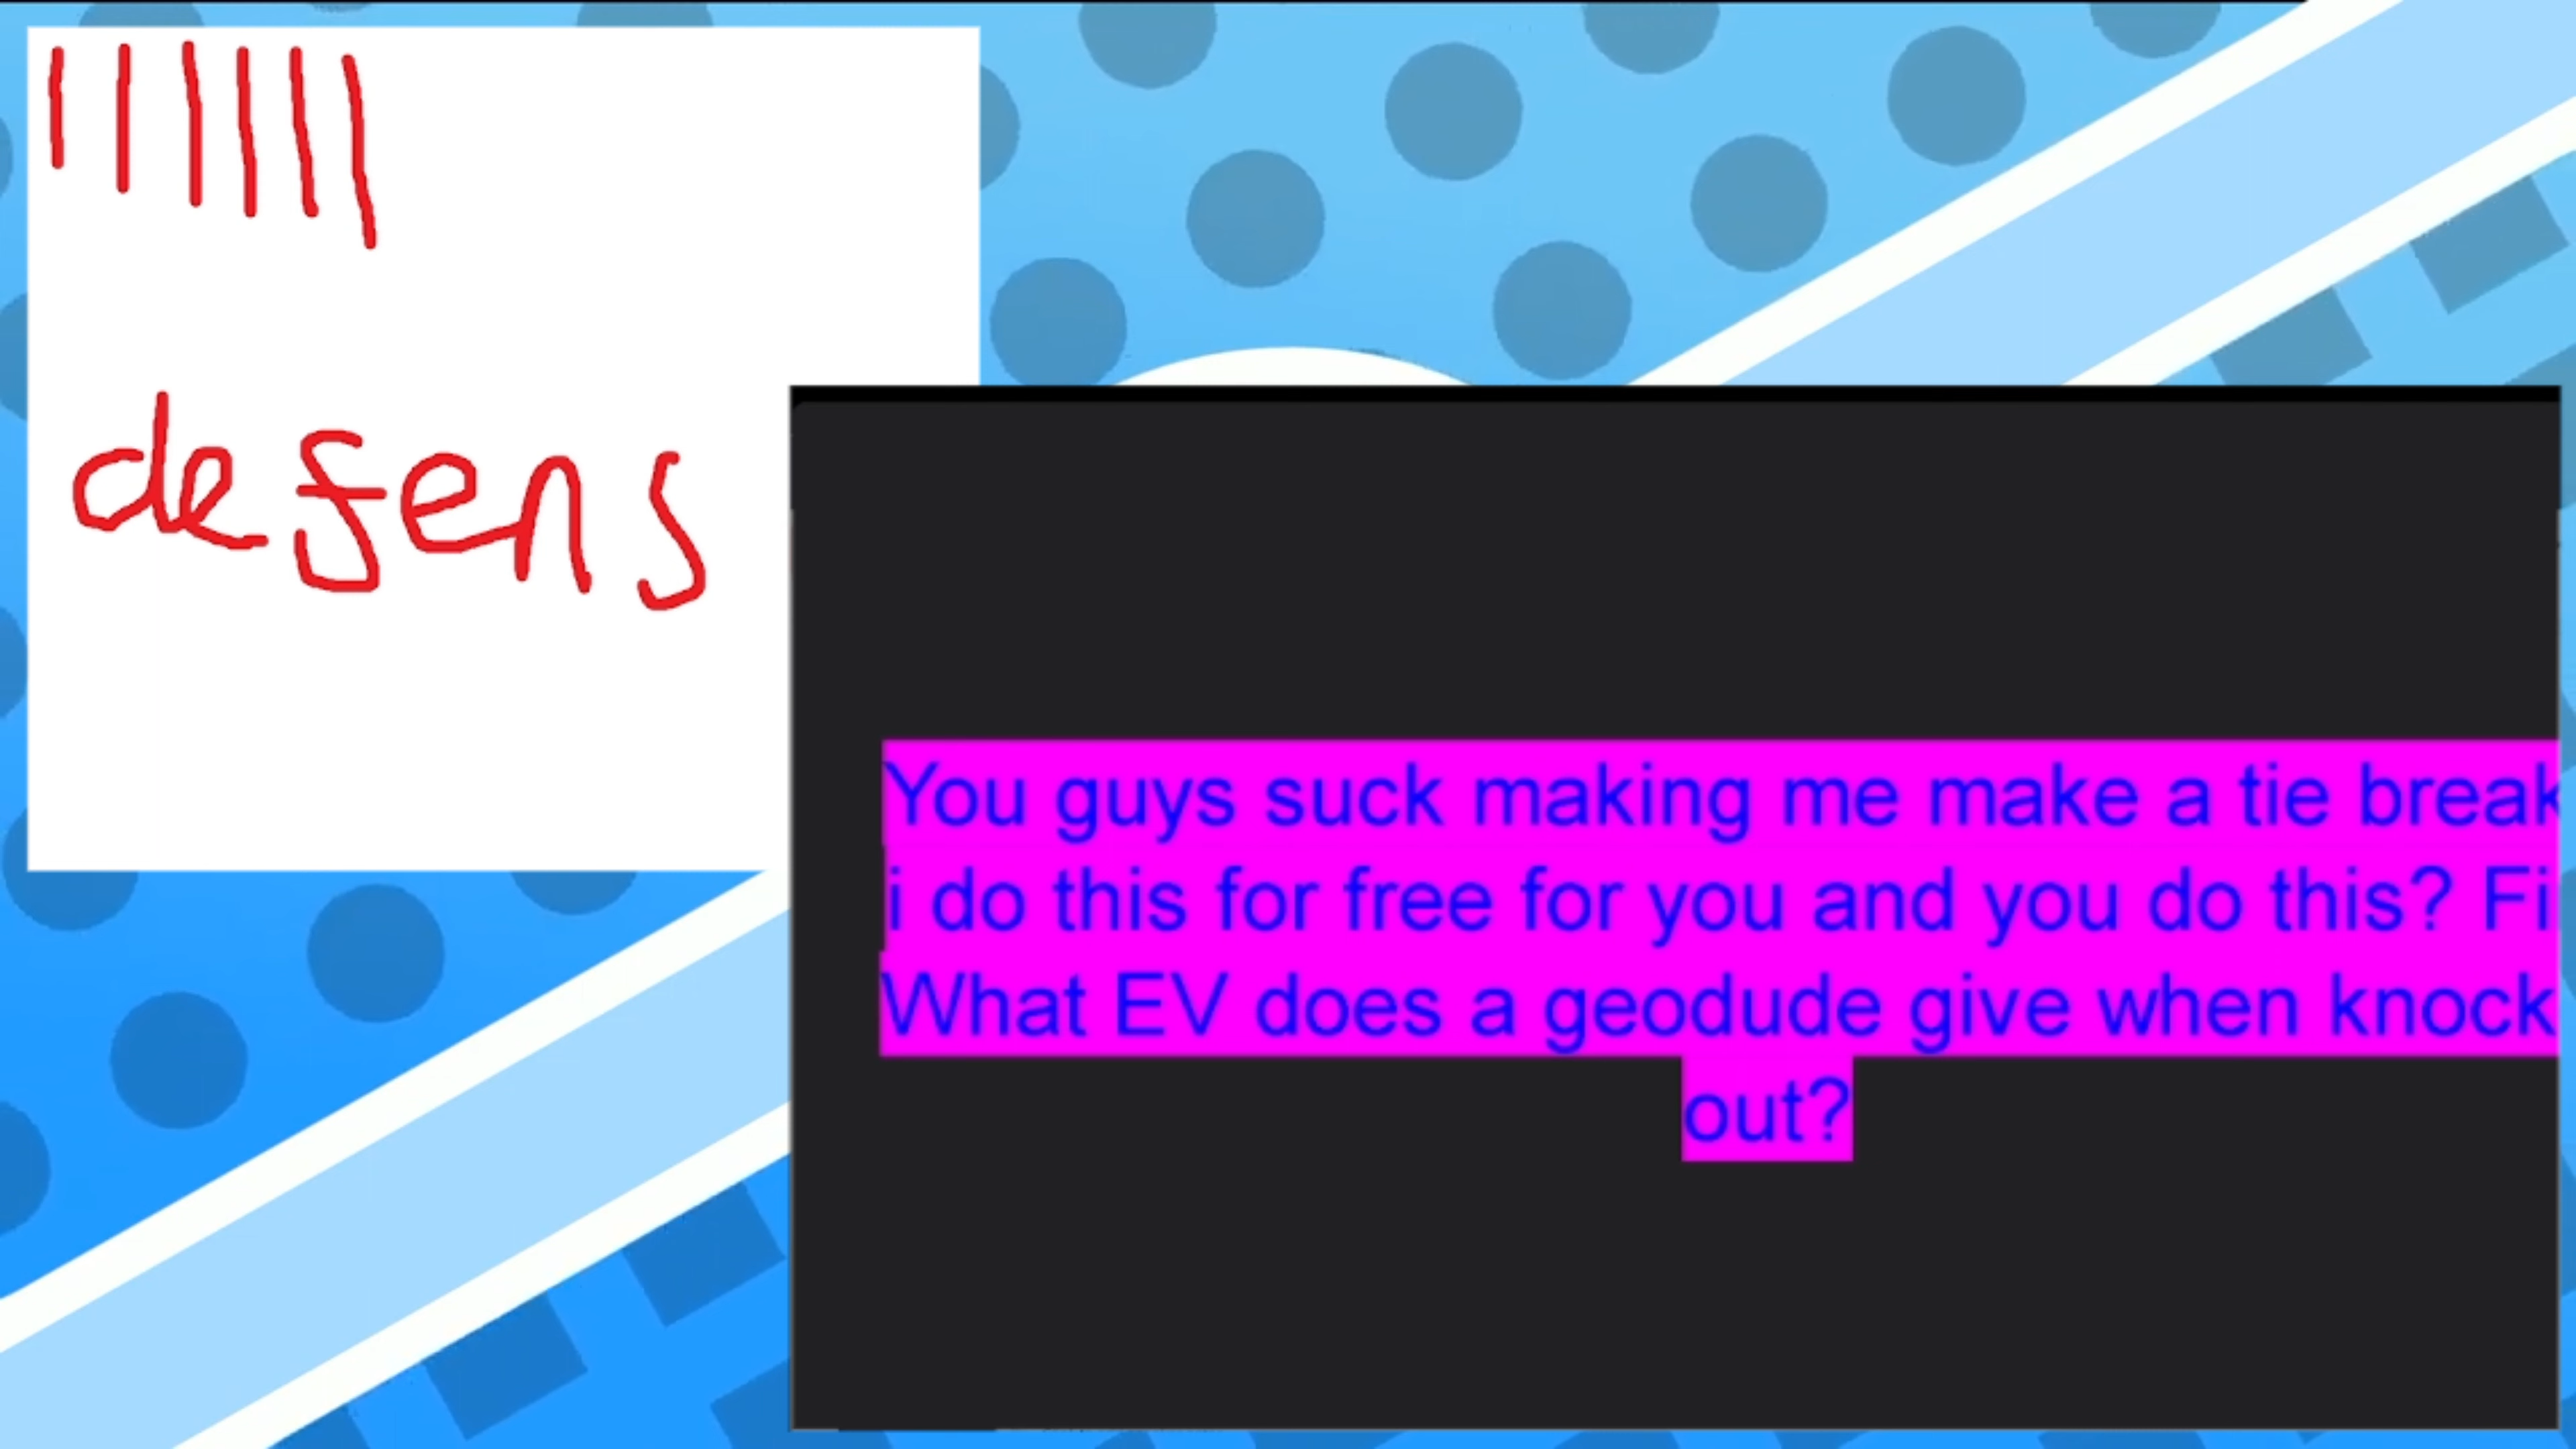 defens
You guys suck making me make a tie break
i do this for free for you and you do this? Fi
What EV does a geodude give when knock
out?